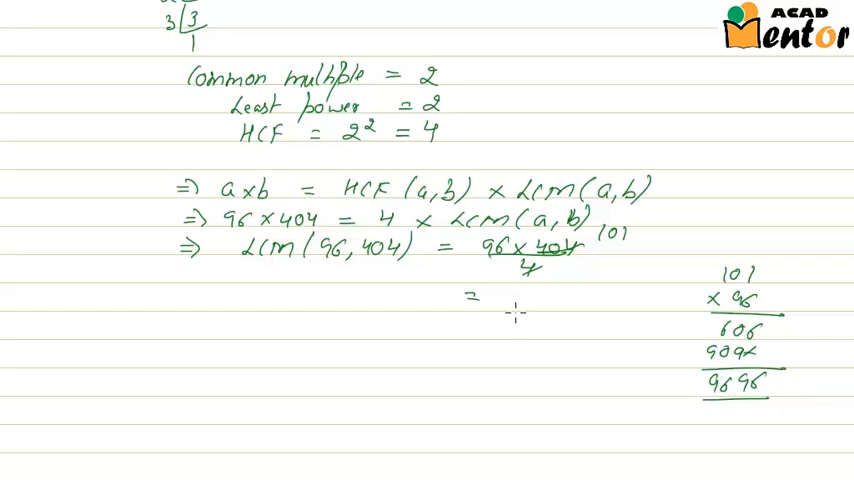 ACAD
Mentor
3 | 3
1
Common multiple = 2
Least power = 2
HCF = 2² = 4
⇒ a×b = HCF (a,b) × LCM (a,b)
⇒ 96 × 404 = 4 × LCM (a,b)
⇒ LCM (96, 404) = 96 × 404 101
4
=
101
× 96
606
909×
9696